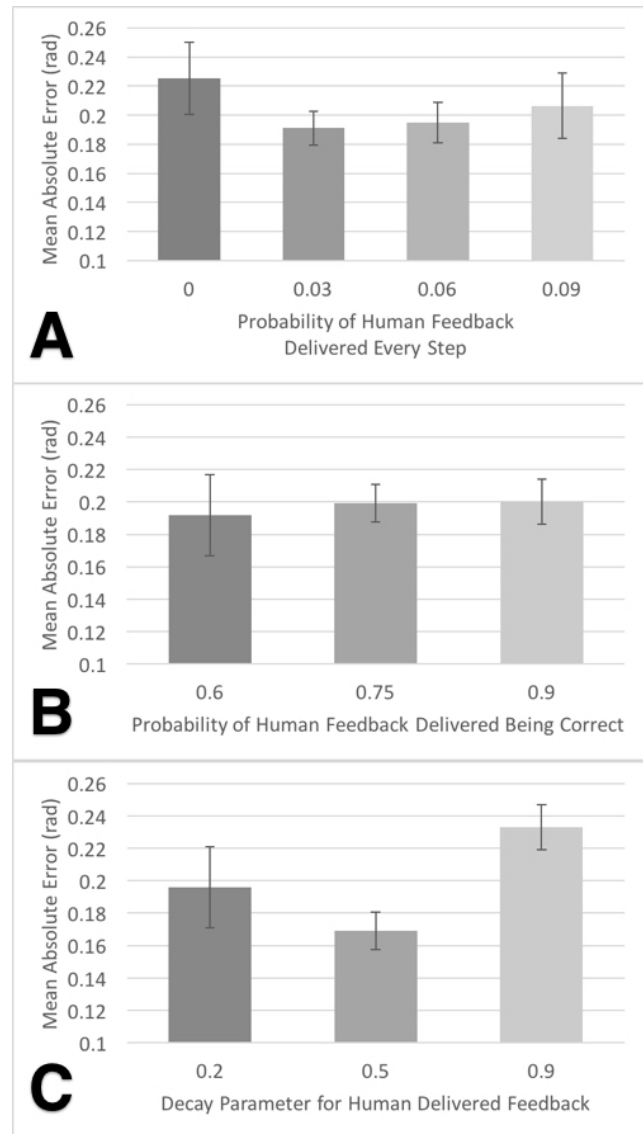 0.26
0.24
0.22
0.2
0.18
0.16
0.14
0.12
0.1
Mean Absolute Error (rad)
0 0.03 0.06 0.09
Probability of Human Feedback
Delivered Every Step
A
0.26
0.24
0.22
0.2
0.18
0.16
0.14
0.12
0.1
Mean Absolute Error (rad)
0.6 0.75 0.9
Probability of Human Feedback Delivered Being Correct
B
0.26
0.24
0.22
0.2
0.18
0.16
0.14
0.12
0.1
Mean Absolute Error (rad)
0.2 0.5 0.9
Decay Parameter for Human Delivered Feedback
C